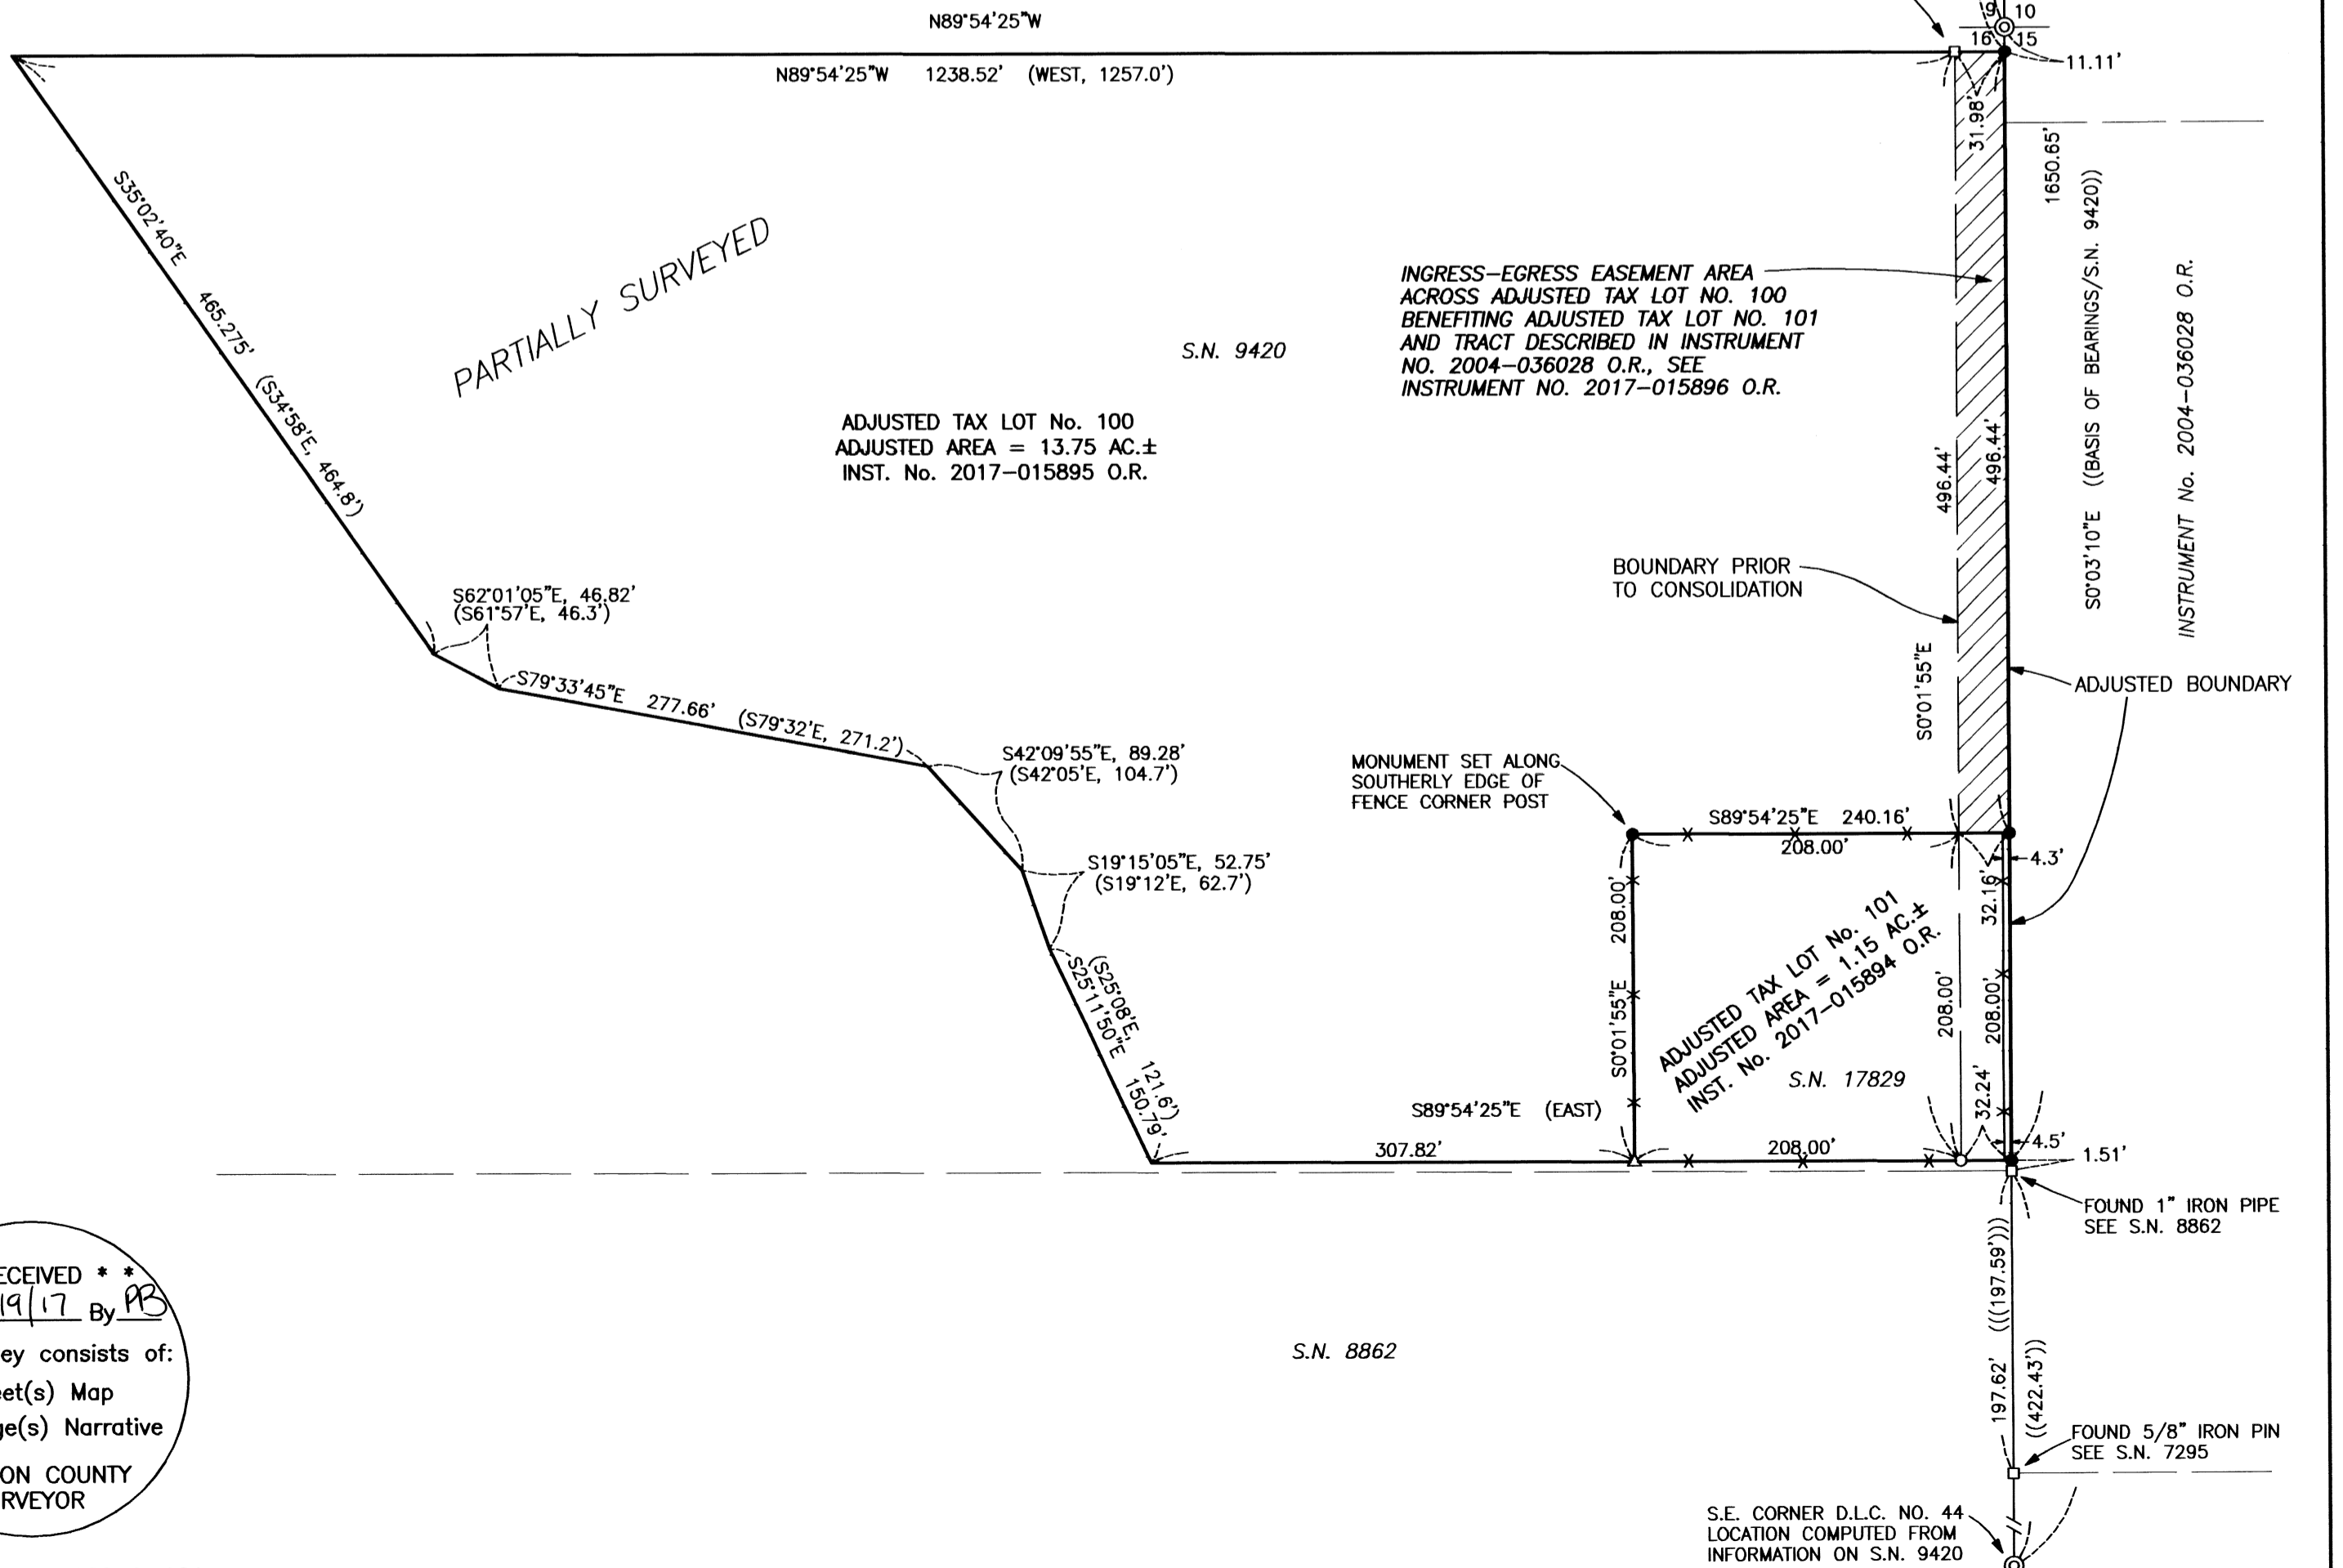 N89°54'25"W
N89°54'25"W 1238.52' (WEST, 1257.0')
9 10
16 15
11.11'
31.98'
1650.65'
S0°03'10"E ((BASIS OF BEARINGS/S.N. 9420))
INSTRUMENT No. 2004-036028 O.R.
S35°02'40"E 465.275' (S34°58'E, 464.8')
PARTIALLY SURVEYED
S.N. 9420
INGRESS-EGRESS EASEMENT AREA
ACROSS ADJUSTED TAX LOT NO. 100
BENEFITING ADJUSTED TAX LOT NO. 101
AND TRACT DESCRIBED IN INSTRUMENT
NO. 2004-036028 O.R., SEE
INSTRUMENT NO. 2017-015896 O.R.
ADJUSTED TAX LOT No. 100
ADJUSTED AREA = 13.75 AC.±
INST. No. 2017-015895 O.R.
496.44'
496.44'
BOUNDARY PRIOR
TO CONSOLIDATION
S0°01'55"E
ADJUSTED BOUNDARY
S62°01'05"E, 46.82'
(S61°57'E, 46.3')
S79°33'45"E 277.66' (S79°32'E, 271.2')
S42°09'55"E, 89.28'
(S42°05'E, 104.7')
S19°15'05"E, 52.75'
(S19°12'E, 62.7')
(S25°08'E, 121.6')
S25°11'50"E 150.79'
MONUMENT SET ALONG
SOUTHERLY EDGE OF
FENCE CORNER POST
S89°54'25"E 240.16'
208.00'
4.3'
32.16'
208.00'
S0°01'55"E
ADJUSTED TAX LOT No. 101
ADJUSTED AREA = 1.15 AC.±
INST. No. 2017-015894 O.R.
S.N. 17829
208.00'
208.00'
32.24'
4.5'
S89°54'25"E (EAST)
307.82'
208.00'
1.51'
FOUND 1" IRON PIPE
SEE S.N. 8862
197.62' (((197.59')))
((422.43'))
S.N. 8862
FOUND 5/8" IRON PIN
SEE S.N. 7295
S.E. CORNER D.L.C. NO. 44
LOCATION COMPUTED FROM
INFORMATION ON S.N. 9420
ECEIVED * *
19/17 By PB
ey consists of:
et(s) Map
ge(s) Narrative
ON COUNTY
RVEYOR